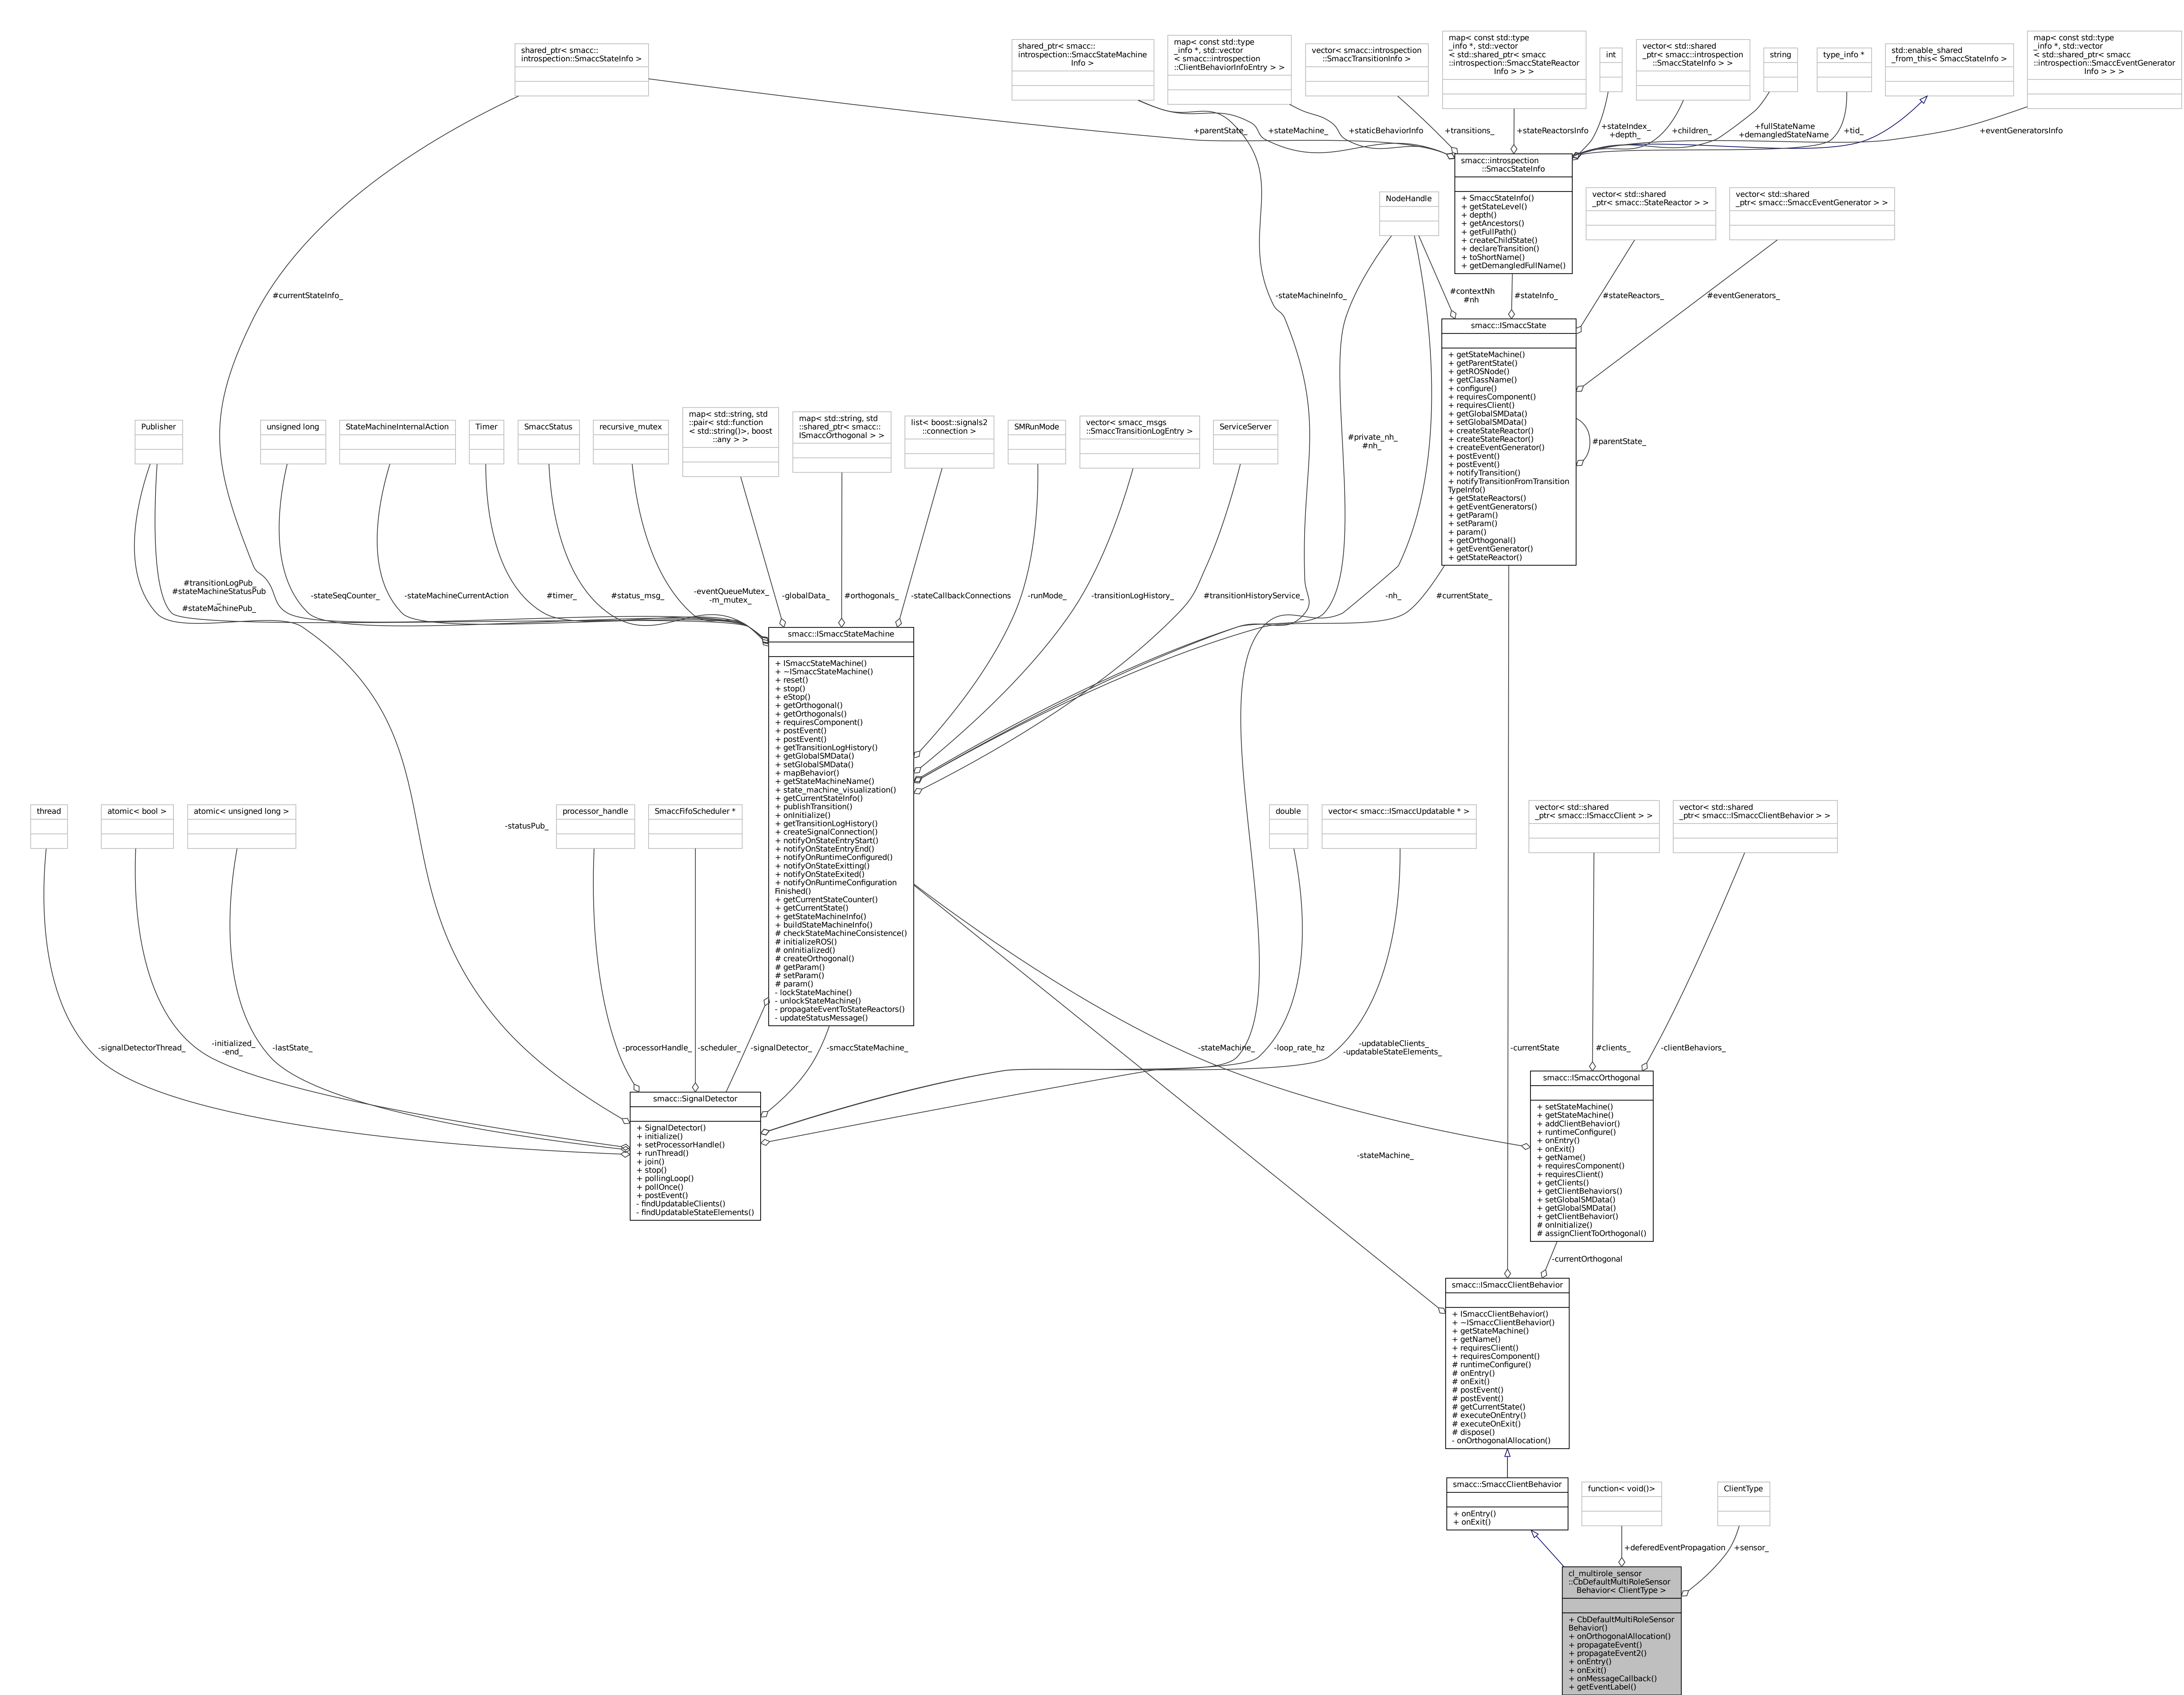 shared_ptr< smacc::
introspection::SmaccStateInfo >
shared_ptr< smacc::
introspection::SmaccStateMachine
Info >
map< const std::type
_info *, std::vector
< smacc::introspection
::ClientBehaviorInfoEntry > >
vector< smacc::introspection
::SmaccTransitionInfo >
map< const std::type
_info *, std::vector
< std::shared_ptr< smacc
::introspection::SmaccStateReactor
Info > > >
int
vector< std::shared
_ptr< smacc::introspection
::SmaccStateInfo > >
string
type_info *
std::enable_shared
_from_this< SmaccStateInfo >
map< const std::type
_info *, std::vector
< std::shared_ptr< smacc
::introspection::SmaccEventGenerator
Info > > >
+parentState_
+stateMachine_
+staticBehaviorInfo
+transitions_
+stateReactorsInfo
+stateIndex_
+depth_
+children_
+fullStateName
+demangledStateName
+tid_
+eventGeneratorsInfo
smacc::introspection
::SmaccStateInfo
+ SmaccStateInfo()
+ getStateLevel()
+ depth()
+ getAncestors()
+ getFullPath()
+ createChildState()
+ declareTransition()
+ toShortName()
+ getDemangledFullName()
NodeHandle
vector< std::shared
_ptr< smacc::StateReactor > >
vector< std::shared
_ptr< smacc::SmaccEventGenerator > >
#currentStateInfo_
-stateMachineInfo_
#contextNh
#nh
#stateInfo_
#stateReactors_
#eventGenerators_
smacc::ISmaccState
+ getStateMachine()
+ getParentState()
+ getROSNode()
+ getClassName()
+ configure()
+ requiresComponent()
+ requiresClient()
+ getGlobalSMData()
+ setGlobalSMData()
+ createStateReactor()
+ createStateReactor()
+ createEventGenerator()
+ postEvent()
+ postEvent()
+ notifyTransition()
+ notifyTransitionFromTransition
TypeInfo()
+ getStateReactors()
+ getEventGenerators()
+ getParam()
+ setParam()
+ param()
+ getOrthogonal()
+ getEventGenerator()
+ getStateReactor()
#parentState_
#private_nh_
#nh_
Publisher
unsigned long
StateMachineInternalAction
Timer
SmaccStatus
recursive_mutex
map< std::string, std
::pair< std::function
< std::string()>, boost
::any > >
map< std::string, std
::shared_ptr< smacc::
ISmaccOrthogonal > >
list< boost::signals2
::connection >
SMRunMode
vector< smacc_msgs
::SmaccTransitionLogEntry >
ServiceServer
#transitionLogPub_
#stateMachineStatusPub
_
#stateMachinePub_
-stateSeqCounter_
-stateMachineCurrentAction
#timer_
#status_msg_
-eventQueueMutex_
-m_mutex_
-globalData_
#orthogonals_
-stateCallbackConnections
-runMode_
-transitionLogHistory_
#transitionHistoryService_
-nh_
#currentState_
smacc::ISmaccStateMachine
+ ISmaccStateMachine()
+ ~ISmaccStateMachine()
+ reset()
+ stop()
+ eStop()
+ getOrthogonal()
+ getOrthogonals()
+ requiresComponent()
+ postEvent()
+ postEvent()
+ getTransitionLogHistory()
+ getGlobalSMData()
+ setGlobalSMData()
+ mapBehavior()
+ getStateMachineName()
+ state_machine_visualization()
+ getCurrentStateInfo()
+ publishTransition()
+ onInitialize()
+ getTransitionLogHistory()
+ createSignalConnection()
+ notifyOnStateEntryStart()
+ notifyOnStateEntryEnd()
+ notifyOnRuntimeConfigured()
+ notifyOnStateExitting()
+ notifyOnStateExited()
+ notifyOnRuntimeConfiguration
Finished()
+ getCurrentStateCounter()
+ getCurrentState()
+ getStateMachineInfo()
+ buildStateMachineInfo()
# checkStateMachineConsistence()
# initializeROS()
# onInitialized()
# createOrthogonal()
# getParam()
# setParam()
# param()
- lockStateMachine()
- unlockStateMachine()
- propagateEventToStateReactors()
- updateStatusMessage()
thread
atomic< bool >
atomic< unsigned long >
-statusPub_
processor_handle
SmaccFifoScheduler *
double
vector< smacc::ISmaccUpdatable * >
vector< std::shared
_ptr< smacc::ISmaccClient > >
vector< std::shared
_ptr< smacc::ISmaccClientBehavior > >
-signalDetectorThread_
-initialized_
-end_
-lastState_
-processorHandle_
-scheduler_
-signalDetector_
-smaccStateMachine_
-stateMachine_
-loop_rate_hz
-updatableClients_
-updatableStateElements_
-currentState
#clients_
-clientBehaviors_
smacc::SignalDetector
+ SignalDetector()
+ initialize()
+ setProcessorHandle()
+ runThread()
+ join()
+ stop()
+ pollingLoop()
+ pollOnce()
+ postEvent()
- findUpdatableClients()
- findUpdatableStateElements()
smacc::ISmaccOrthogonal
+ setStateMachine()
+ getStateMachine()
+ addClientBehavior()
+ runtimeConfigure()
+ onEntry()
+ onExit()
+ getName()
+ requiresComponent()
+ requiresClient()
+ getClients()
+ getClientBehaviors()
+ setGlobalSMData()
+ getGlobalSMData()
+ getClientBehavior()
# onInitialize()
# assignClientToOrthogonal()
-stateMachine_
-currentOrthogonal
smacc::ISmaccClientBehavior
+ ISmaccClientBehavior()
+ ~ISmaccClientBehavior()
+ getStateMachine()
+ getName()
+ requiresClient()
+ requiresComponent()
# runtimeConfigure()
# onEntry()
# onExit()
# postEvent()
# postEvent()
# getCurrentState()
# executeOnEntry()
# executeOnExit()
# dispose()
- onOrthogonalAllocation()
smacc::SmaccClientBehavior
+ onEntry()
+ onExit()
function< void()>
ClientType
+deferedEventPropagation
+sensor_
cl_multirole_sensor
::CbDefaultMultiRoleSensor
Behavior< ClientType >
+ CbDefaultMultiRoleSensor
Behavior()
+ onOrthogonalAllocation()
+ propagateEvent()
+ propagateEvent2()
+ onEntry()
+ onExit()
+ onMessageCallback()
+ getEventLabel()